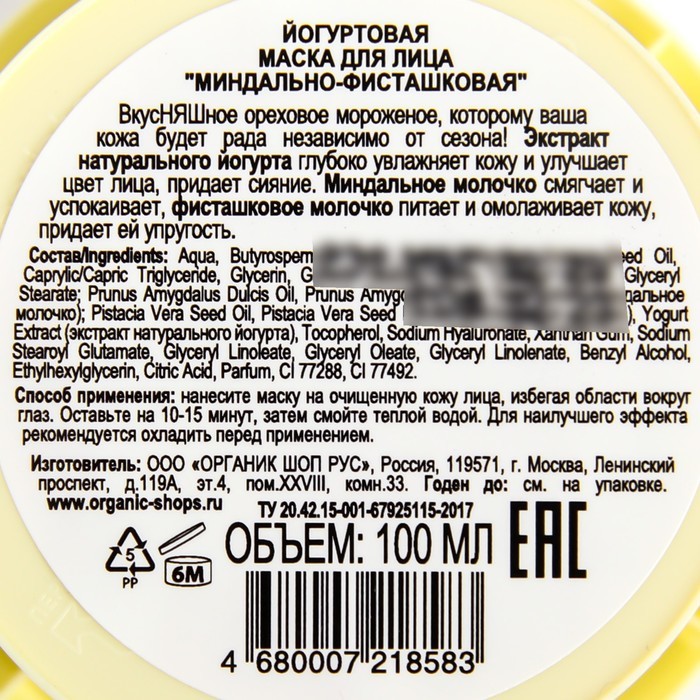 ЙОГУРТОВАЯ
МАСКА ДЛЯ ЛИЦА
"МИНДАЛЬНО-ФИСТАШКОВАЯ"
ВкусНЯШное ореховое мороженое, которому ваша
кожа будет рада независимо от сезона! Экстракт
натурального йогурта глубоко увлажняет кожу и улучшает
цвет лица, придает сияние. Миндальное молочко смягчает и
успокаивает, фисташковое молочко питает и омолаживает кожу,
придает ей упругость.
Состав/Ingredients: Aqua, Oil,
Caprylic/Capric Triglyceride, Glycerin, Glyceryl
Stearate; Prunus Amygdalus Dulcis Oil, Prunus
молочко); Pistacia Vera Seed Oil, Pistacia Vera Seed ), Yogurt
Extract (экстракт натурального йогурта), Tocopherol, Sodium Hyaluronate, Xanthan Gum, Sodium
Stearoyl Glutamate, Glyceryl Linoleate, Glyceryl Oleate, Glyceryl Linolenate, Benzyl Alcohol,
Ethylhexylglycerin, Citric Acid, Parfum, CI 77288, CI 77492.
Способ применения: нанесите маску на очищенную кожу лица, избегая области вокруг
глаз. Оставьте на 10-15 минут, затем смойте теплой водой. Для наилучшего эффекта
рекомендуется охладить перед применением.
Изготовитель: ООО «ОРГАНИК ШОП РУС», Россия, 119571, г. Москва, Ленинский
проспект, д.119А, эт.4, пом.XXVIII, комн.33. Годен до: см. на упаковке.
www.organic-shops.ru
ТУ 20.42.15-001-67925115-2017
5
PP
6М
ОБЪЕМ: 100 МЛ
EAC
4 680007 218583